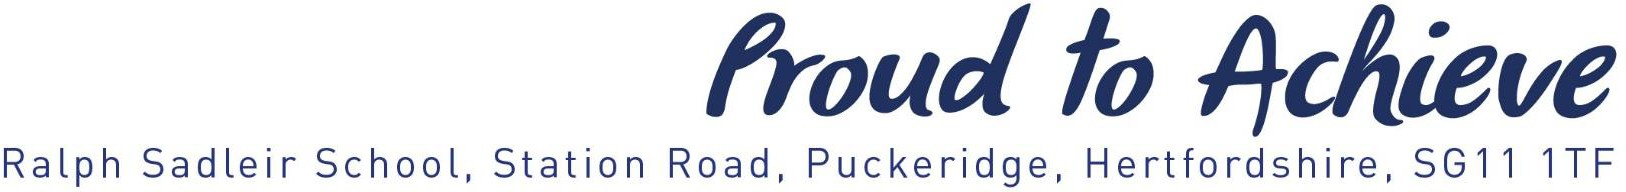 Proud to Achieve
Ralph Sadleir School, Station Road, Puckeridge, Hertfordshire, SG11 1TF